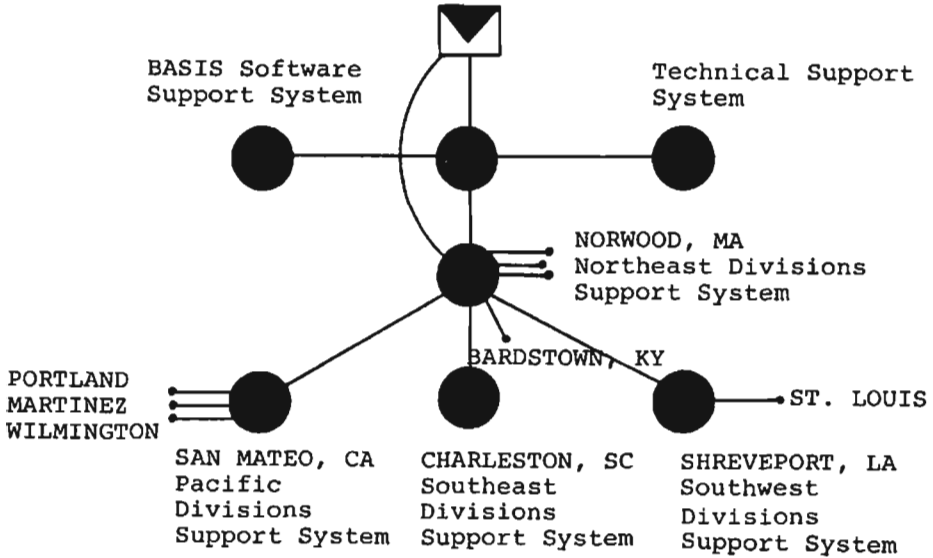 BASIS Software
Support System
Technical Support
System
NORWOOD, MA
Northeast Divisions
Support System
BARDSTOWN, KY
PORTLAND
MARTINEZ
WILMINGTON
ST. LOUIS
SAN MATEO, CA
Pacific
Divisions
Support System
CHARLESTON, SC
Southeast
Divisions
Support System
SHREVEPORT, LA
Southwest
Divisions
Support System